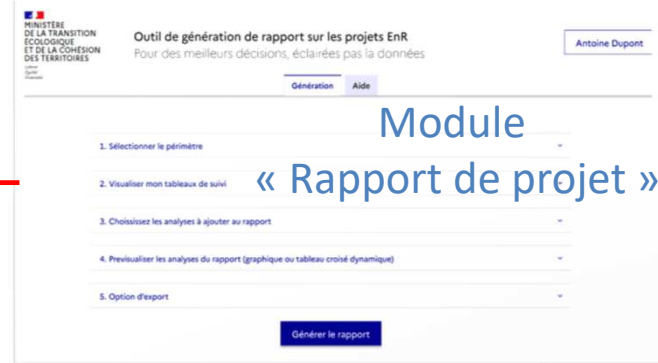 MINISTÈRE
DE LA TRANSITION
ÉCOLOGIQUE
ET DE LA COHÉSION
DES TERRITOIRES
Liberté
Égalité
Fraternité
Outil de génération de rapport sur les projets EnR
Pour des meilleurs décisions, éclairées pas la données
Antoine Dupont
Génération Aide
Module
« Rapport de projet »
1. Sélectionner le périmètre
2. Visualiser mon tableaux de suivi
3. Choississez les analyses à ajouter au rapport
4. Previsualiser les analyses du rapport (graphique ou tableau croisé dynamique)
5. Option d'export
Générer le rapport